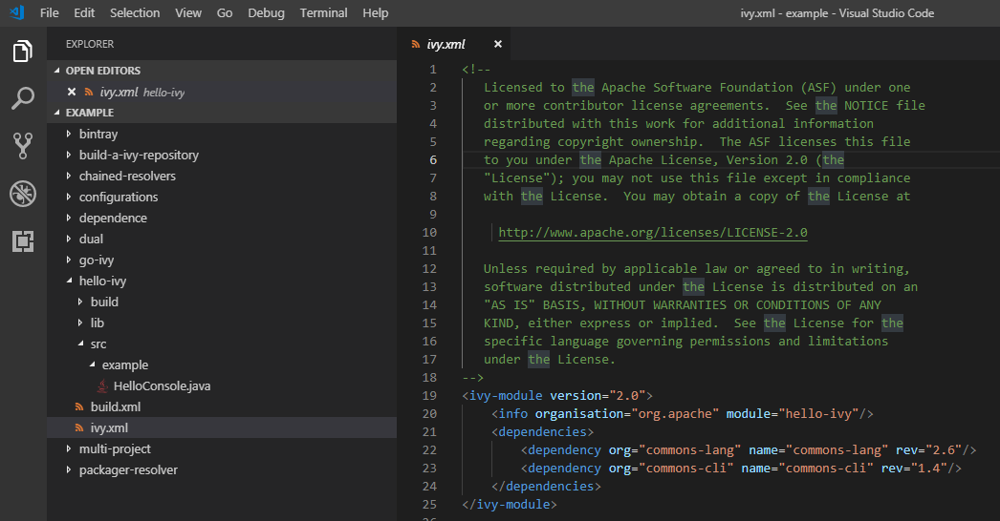 File Edit Selection View Go Debug Terminal Help ivy.xml - example - Visual Studio Code
EXPLORER
OPEN EDITORS
ivy.xml hello-ivy
EXAMPLE
bintray
build-a-ivy-repository
chained-resolvers
configurations
dependence
dual
go-ivy
hello-ivy
build
lib
src
example
HelloConsole.java
build.xml
ivy.xml
multi-project
packager-resolver
ivy.xml
1 <!--
2 Licensed to the Apache Software Foundation (ASF) under one
3 or more contributor license agreements.  See the NOTICE file
4 distributed with this work for additional information
5 regarding copyright ownership.  The ASF licenses this file
6 to you under the Apache License, Version 2.0 (the
7 "License"); you may not use this file except in compliance
8 with the License.  You may obtain a copy of the License at
9
10 http://www.apache.org/licenses/LICENSE-2.0
11
12 Unless required by applicable law or agreed to in writing,
13 software distributed under the License is distributed on an
14 "AS IS" BASIS, WITHOUT WARRANTIES OR CONDITIONS OF ANY
15 KIND, either express or implied.  See the License for the
16 specific language governing permissions and limitations
17 under the License.
18 -->
19 <ivy-module version="2.0">
20 <info organisation="org.apache" module="hello-ivy"/>
21 <dependencies>
22 <dependency org="commons-lang" name="commons-lang" rev="2.6"/>
23 <dependency org="commons-cli" name="commons-cli" rev="1.4"/>
24 </dependencies>
25 </ivy-module>